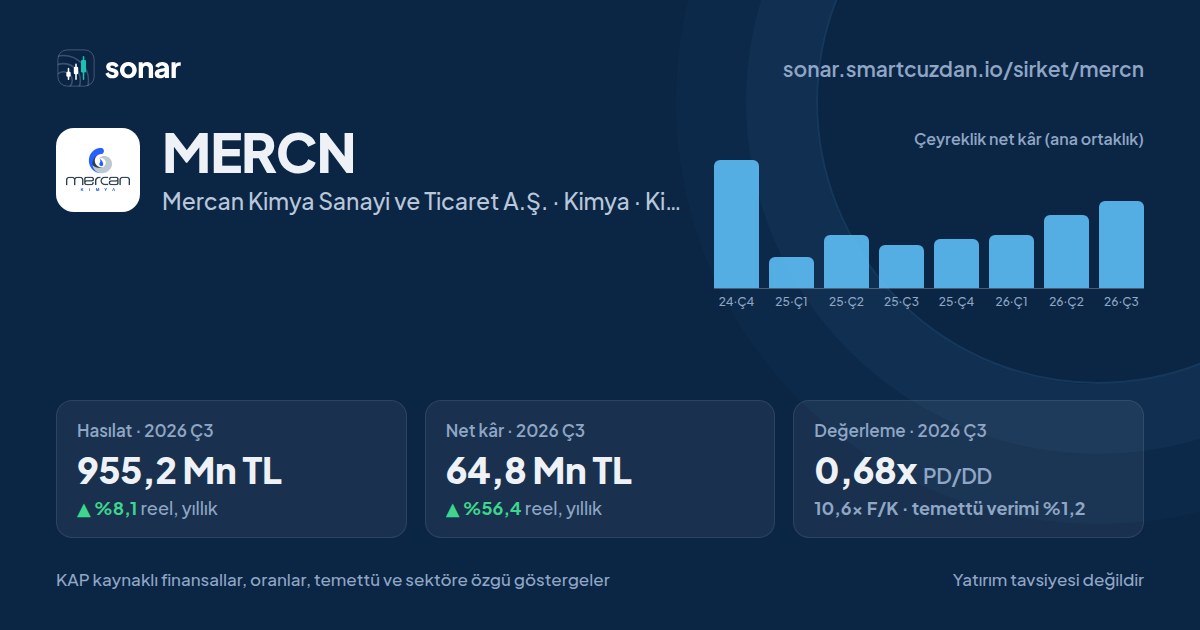 sonar
sonar.smartcuzdan.io/sirket/mercn
mercan
KIMYA
MERCN
Mercan Kimya Sanayi ve Ticaret A.Ş. · Kimya · Ki...
Çeyreklik net kâr (ana ortaklık)
24·Ç4 25·Ç1 25·Ç2 25·Ç3 25·Ç4 26·Ç1 26·Ç2 26·Ç3
Hasılat · 2026 Ç3
955,2 Mn TL
▲ %8,1 reel, yıllık
Net kâr · 2026 Ç3
64,8 Mn TL
▲ %56,4 reel, yıllık
Değerleme · 2026 Ç3
0,68x PD/DD
10,6x F/K · temettü verimi %1,2
KAP kaynaklı finansallar, oranlar, temettü ve sektöre özgü göstergeler
Yatırım tavsiyesi değildir